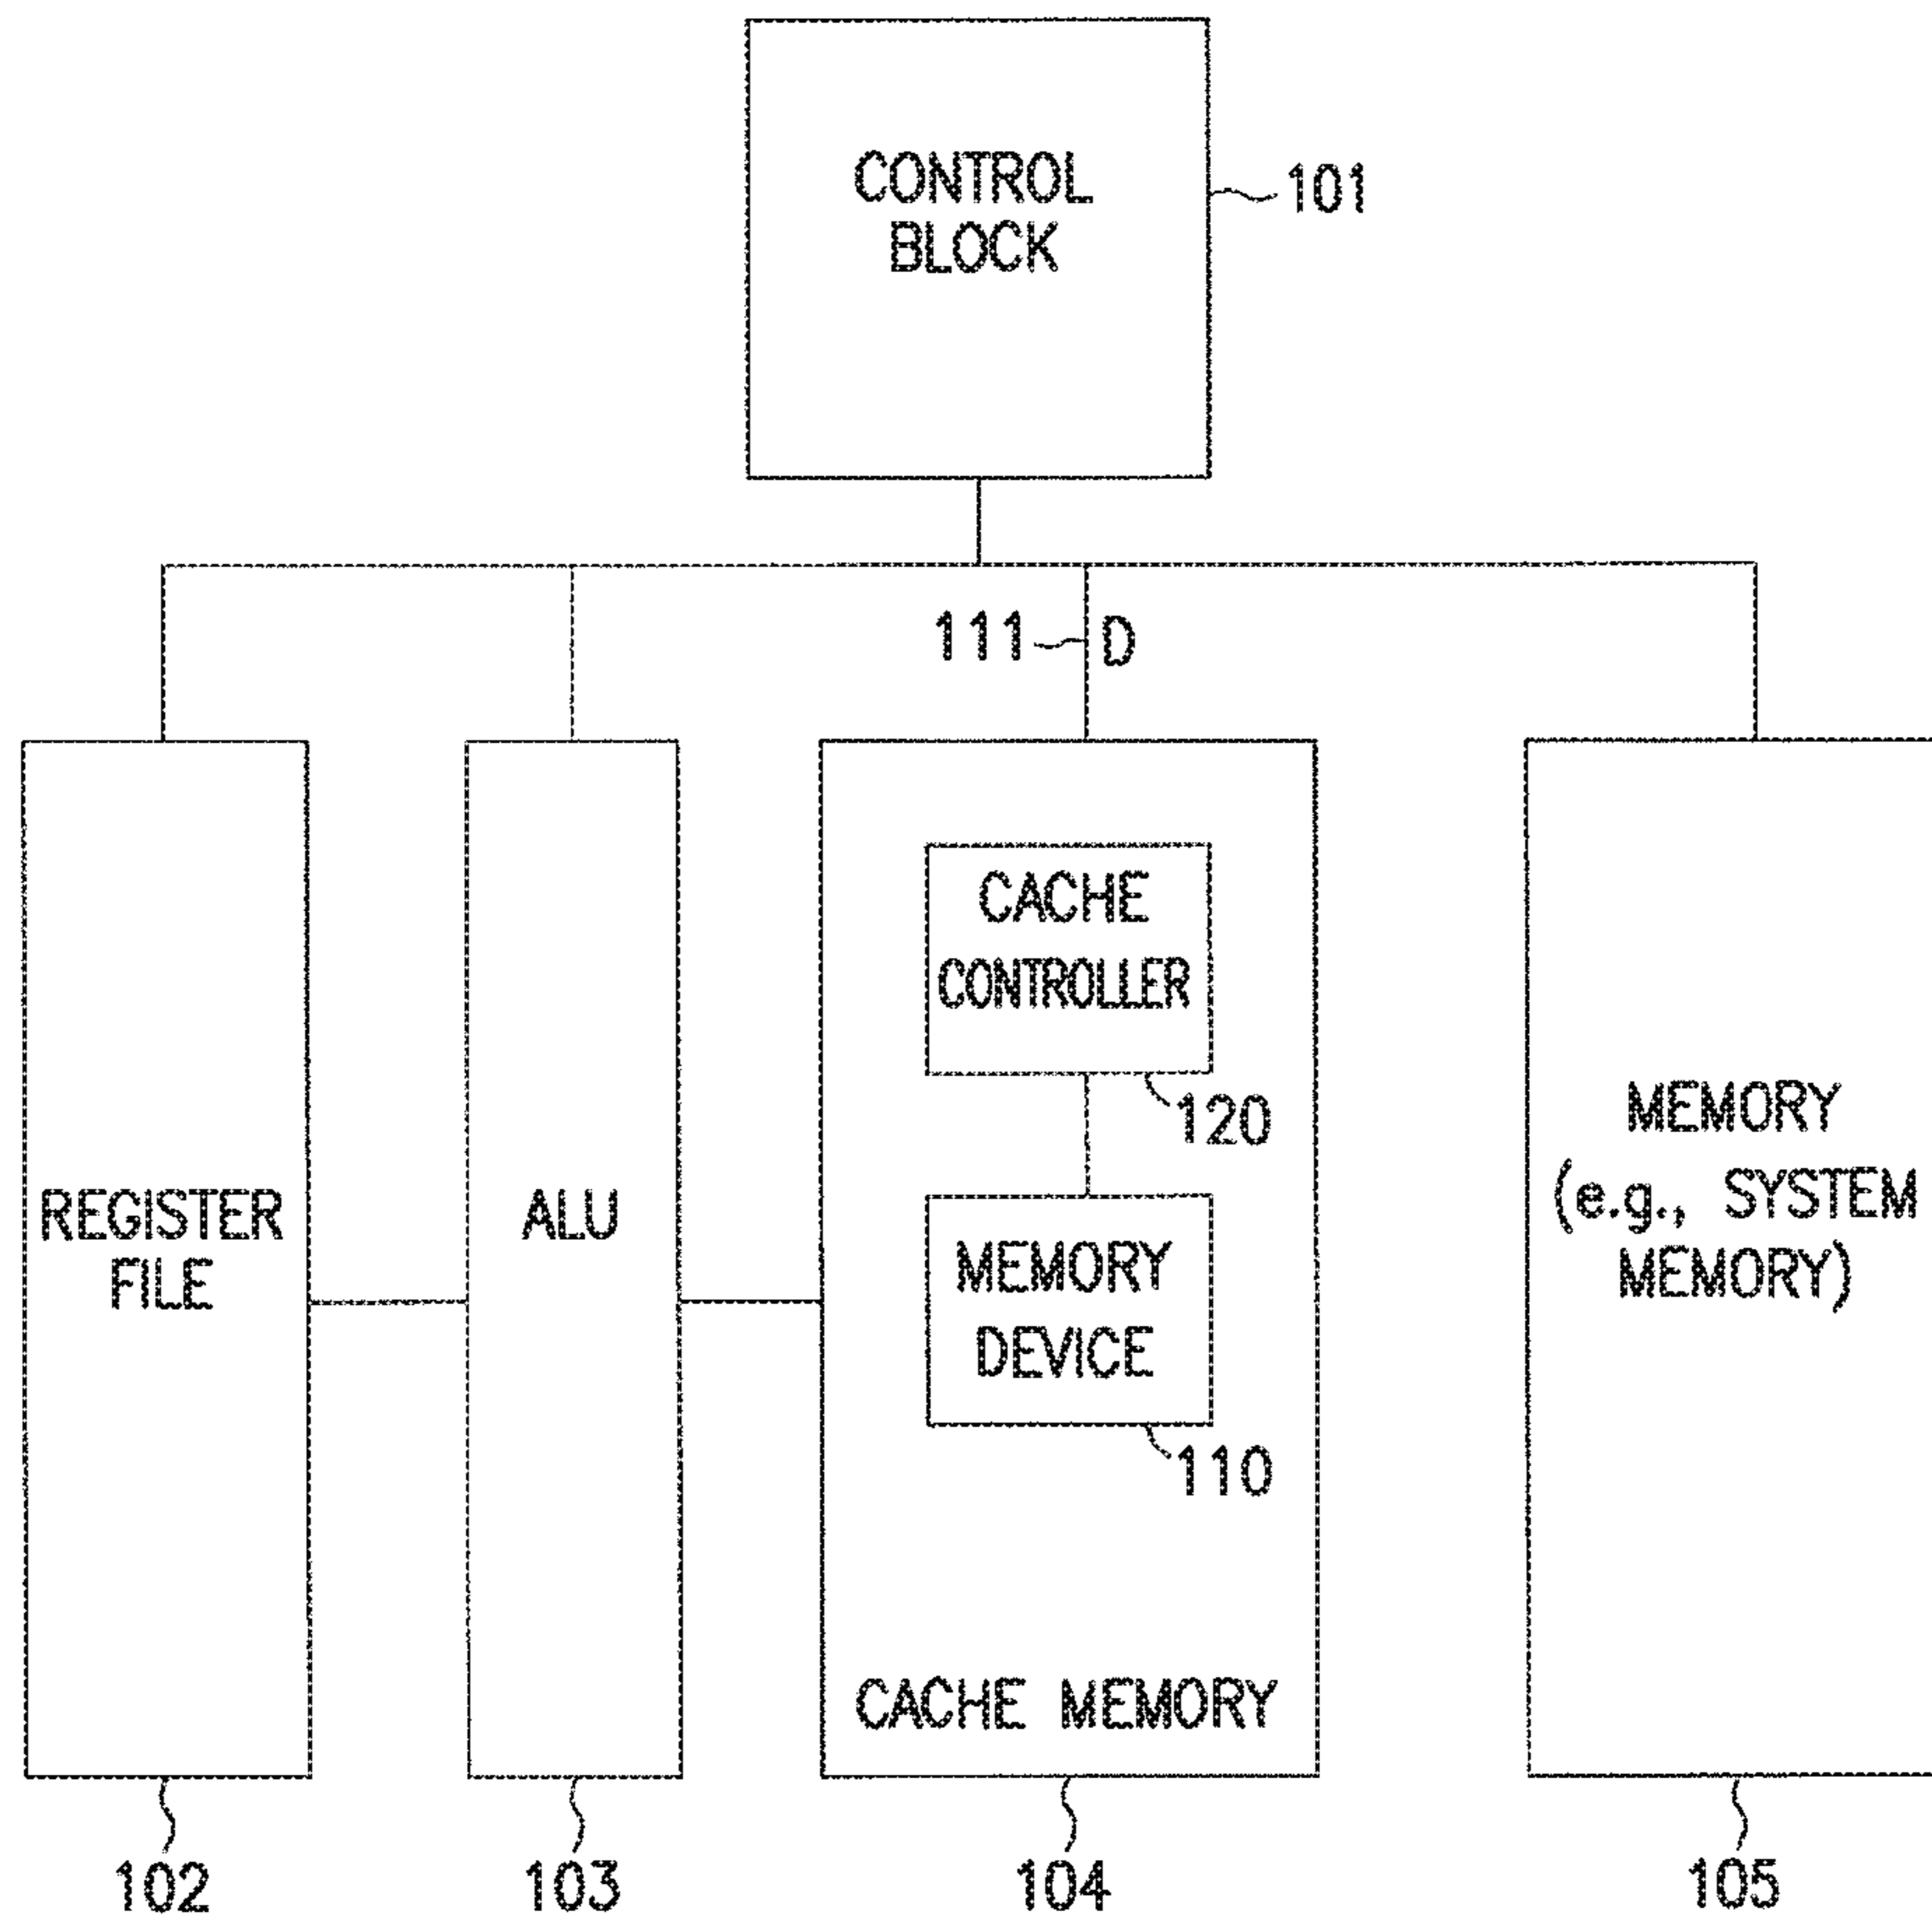 CONTROL
BLOCK
101
111
D
CACHE
CONTROLLER
120
REGISTER
FILE
ALU
MEMORY
DEVICE
110
CACHE MEMORY
MEMORY
(e.g., SYSTEM
MEMORY)
102
103
104
105